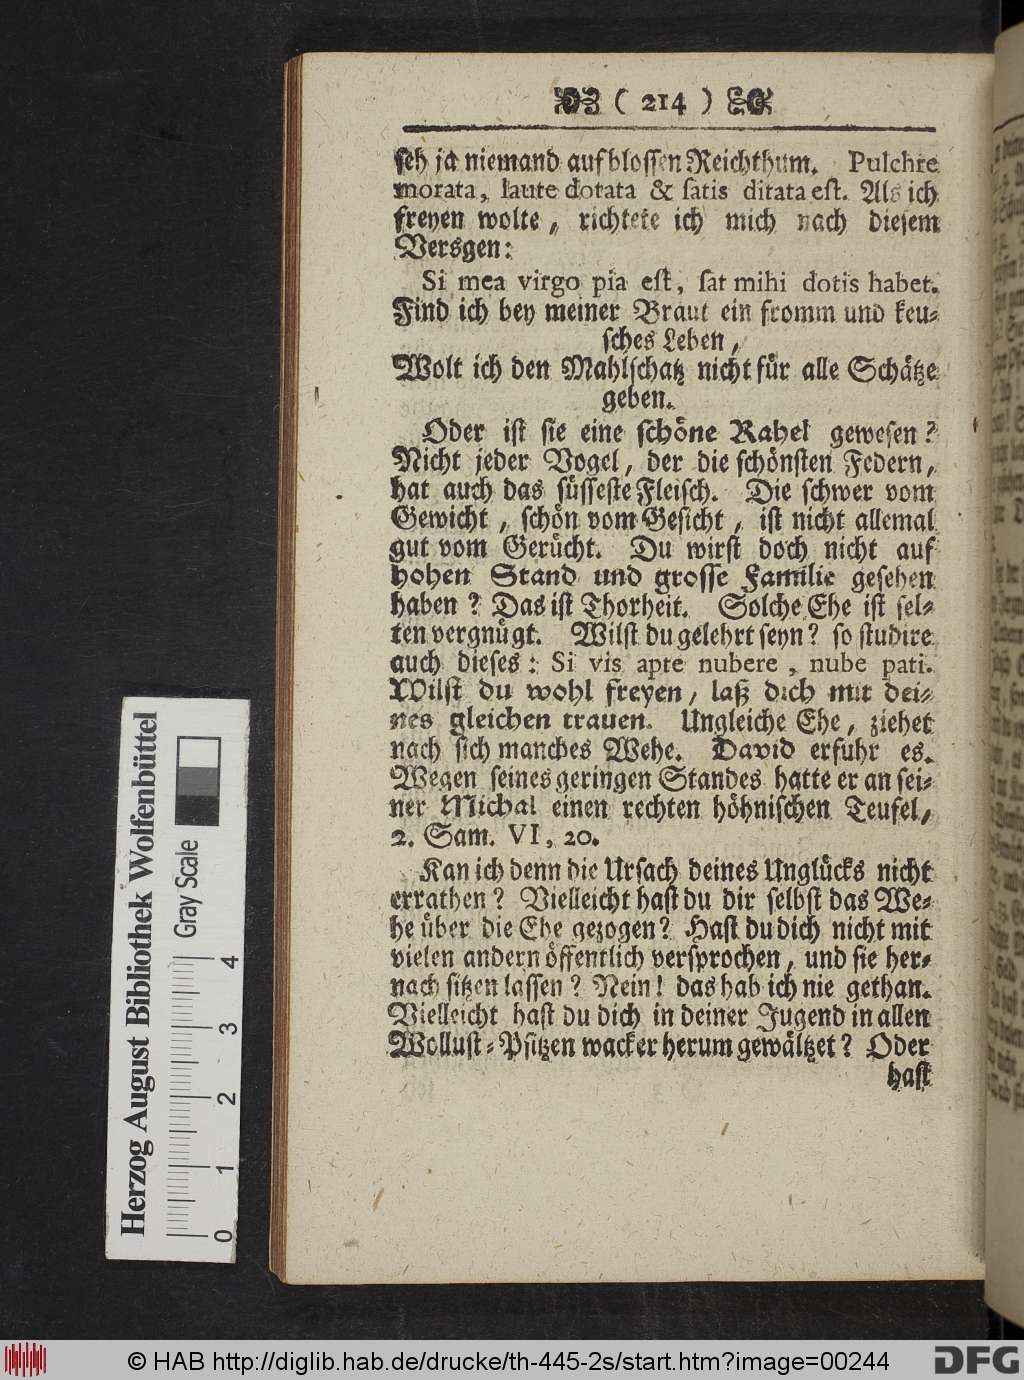 ( 214 )
seh ja niemand auf blossen Reichthum. Pulchre
morata, laute dotata & satis ditata est. Als ich
freyen wolte, richtete ich mich nach diesem
Versgen:
Si mea virgo pia est, sat mihi dotis habet.
Find ich bey meiner Braut ein fromm und keu-
sches Leben,
Wolt ich den Mahlschatz nicht für alle Schätze
geben.
Oder ist sie eine schöne Rahel gewesen?
Nicht jeder Vogel, der die schönsten Federn,
hat auch das süsseste Fleisch. Die schwer vom
Gewicht, schön vom Gesicht, ist nicht allemal
gut vom Gerücht. Du wirst doch nicht auf
hohen Stand und grosse Familie gesehen
haben? Das ist Thorheit. Solche Ehe ist sel-
ten vergnügt. Wilst du gelehrt seyn? so studire
auch dieses: Si vis apte nubere, nube pari.
Wilst du wohl freyen, laß dich mit dei-
nes gleichen trauen. Ungleiche Ehe, ziehet
nach sich manches Wehe. David erfuhr es.
Wegen seines geringen Standes hatte er an sei-
ner Michal einen rechten höhnischen Teufel,
2. Sam. VI, 20.
Kan ich denn die Ursach deines Unglücks nicht
errathen? Vielleicht hast du dir selbst das We-
he über die Ehe gezogen? Hast du dich nicht mit
vielen andern öffentlich versprochen, und sie her-
nach sitzen lassen? Nein! das hab ich nie gethan.
Vielleicht hast du dich in deiner Jugend in allen
Wollust-Pfitzen wacker herum gewältzet? Oder
hast
Herzog August Bibliothek Wolfenbüttel
Gray Scale
0 1 2 3 4
© HAB http://diglib.hab.de/drucke/th-445-2s/start.htm?image=00244
DFG